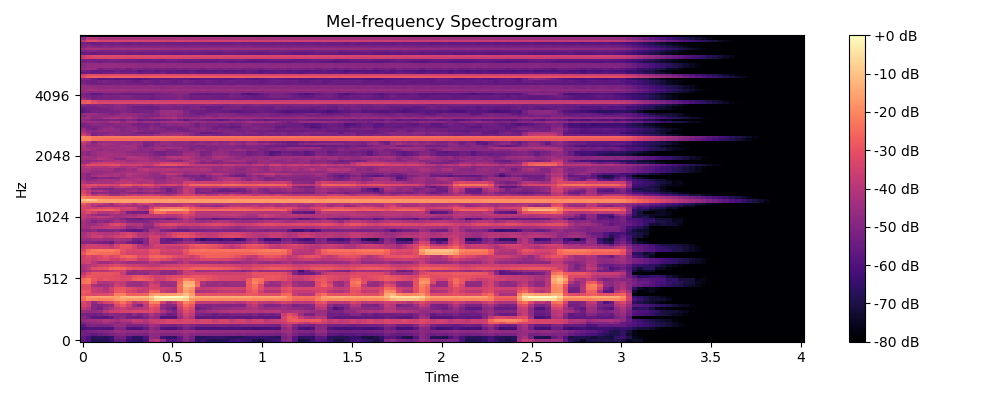 Mel-frequency Spectrogram
Hz
4096
2048
1024
512
0
0 0.5 1 1.5 2 2.5 3 3.5 4
Time
+0 dB
-10 dB
-20 dB
-30 dB
-40 dB
-50 dB
-60 dB
-70 dB
-80 dB